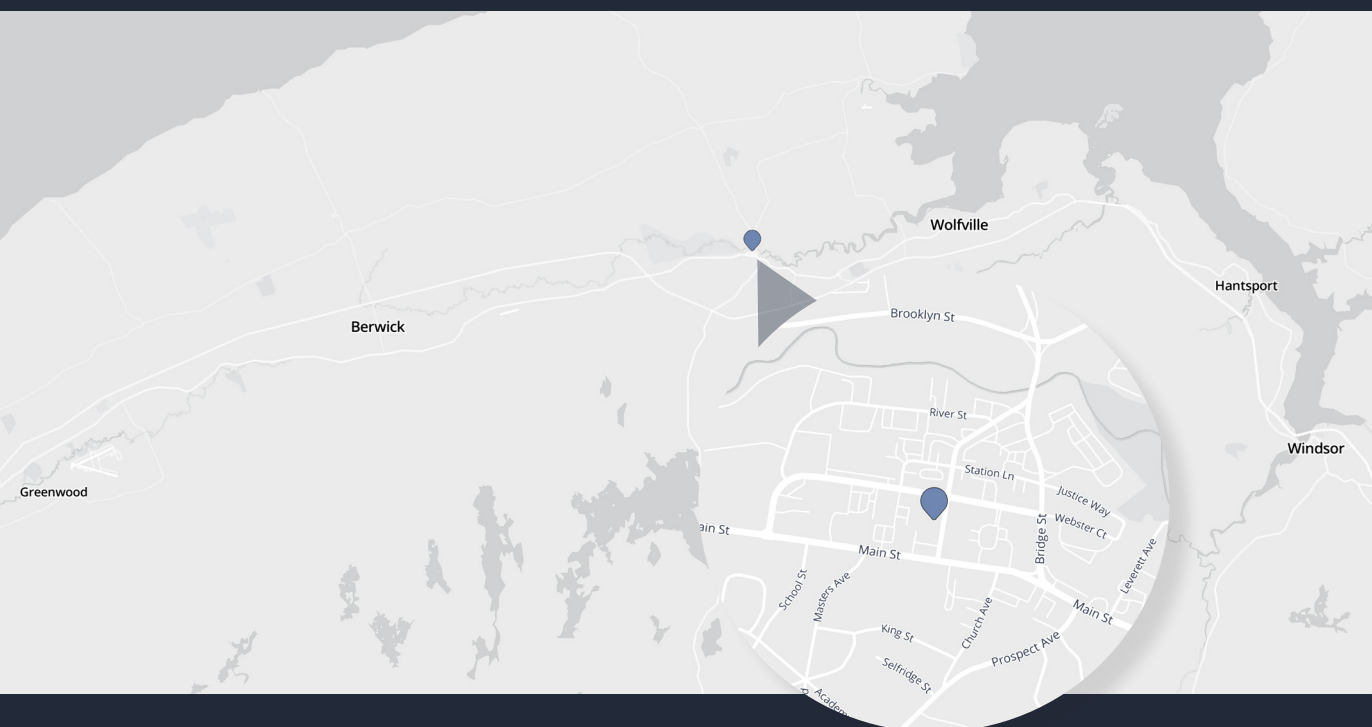 Wolfville
Hantsport
Brooklyn St
Berwick
River St
Windsor
Station Ln
Greenwood
Justice Way
Webster Ct
ain St
Bridge St
Main St
Leverett Ave
School St
Masters Ave
Main St
Church Ave
King St
Prospect Ave
Selfridge St
Academ